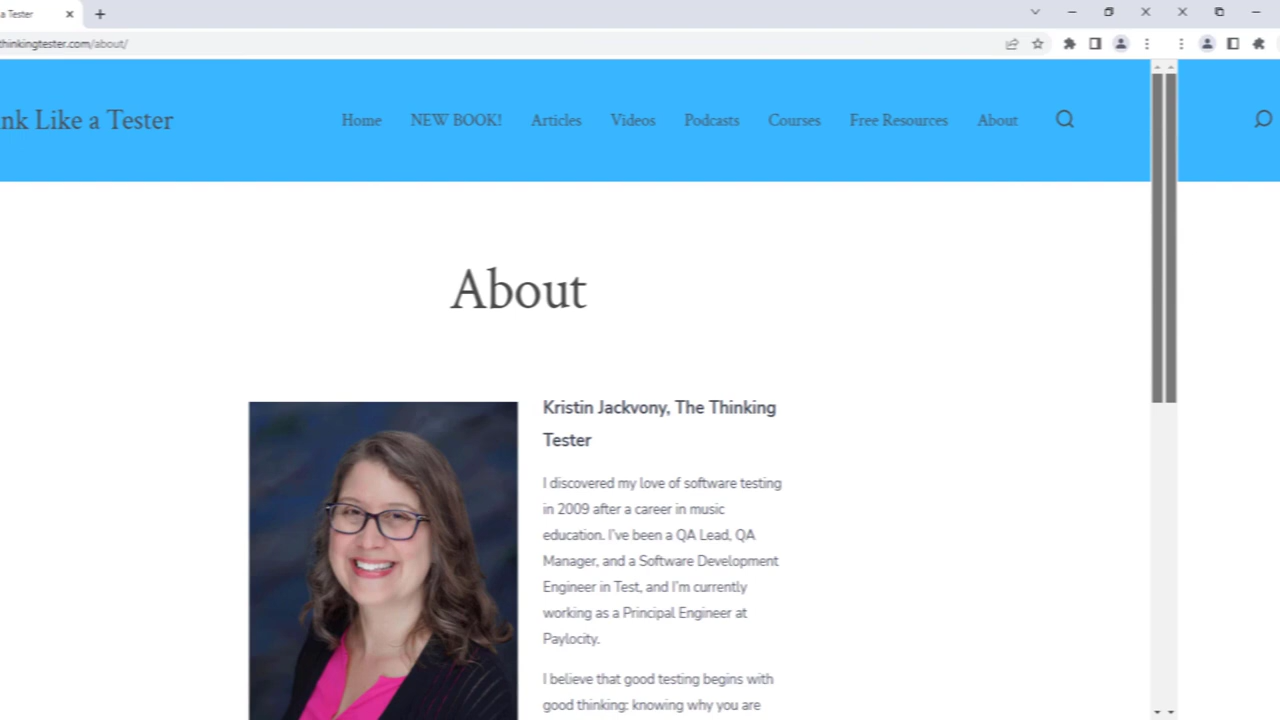 a Tester
thinkingtester.com/about/
nk Like a Tester
Home NEW BOOK! Articles Videos Podcasts Courses Free Resources About
About
Kristin Jackvony, The Thinking
Tester
I discovered my love of software testing
in 2009 after a career in music
education. I've been a QA Lead, QA
Manager, and a Software Development
Engineer in Test, and I'm currently
working as a Principal Engineer at
Paylocity.
I believe that good testing begins with
good thinking: knowing why you are